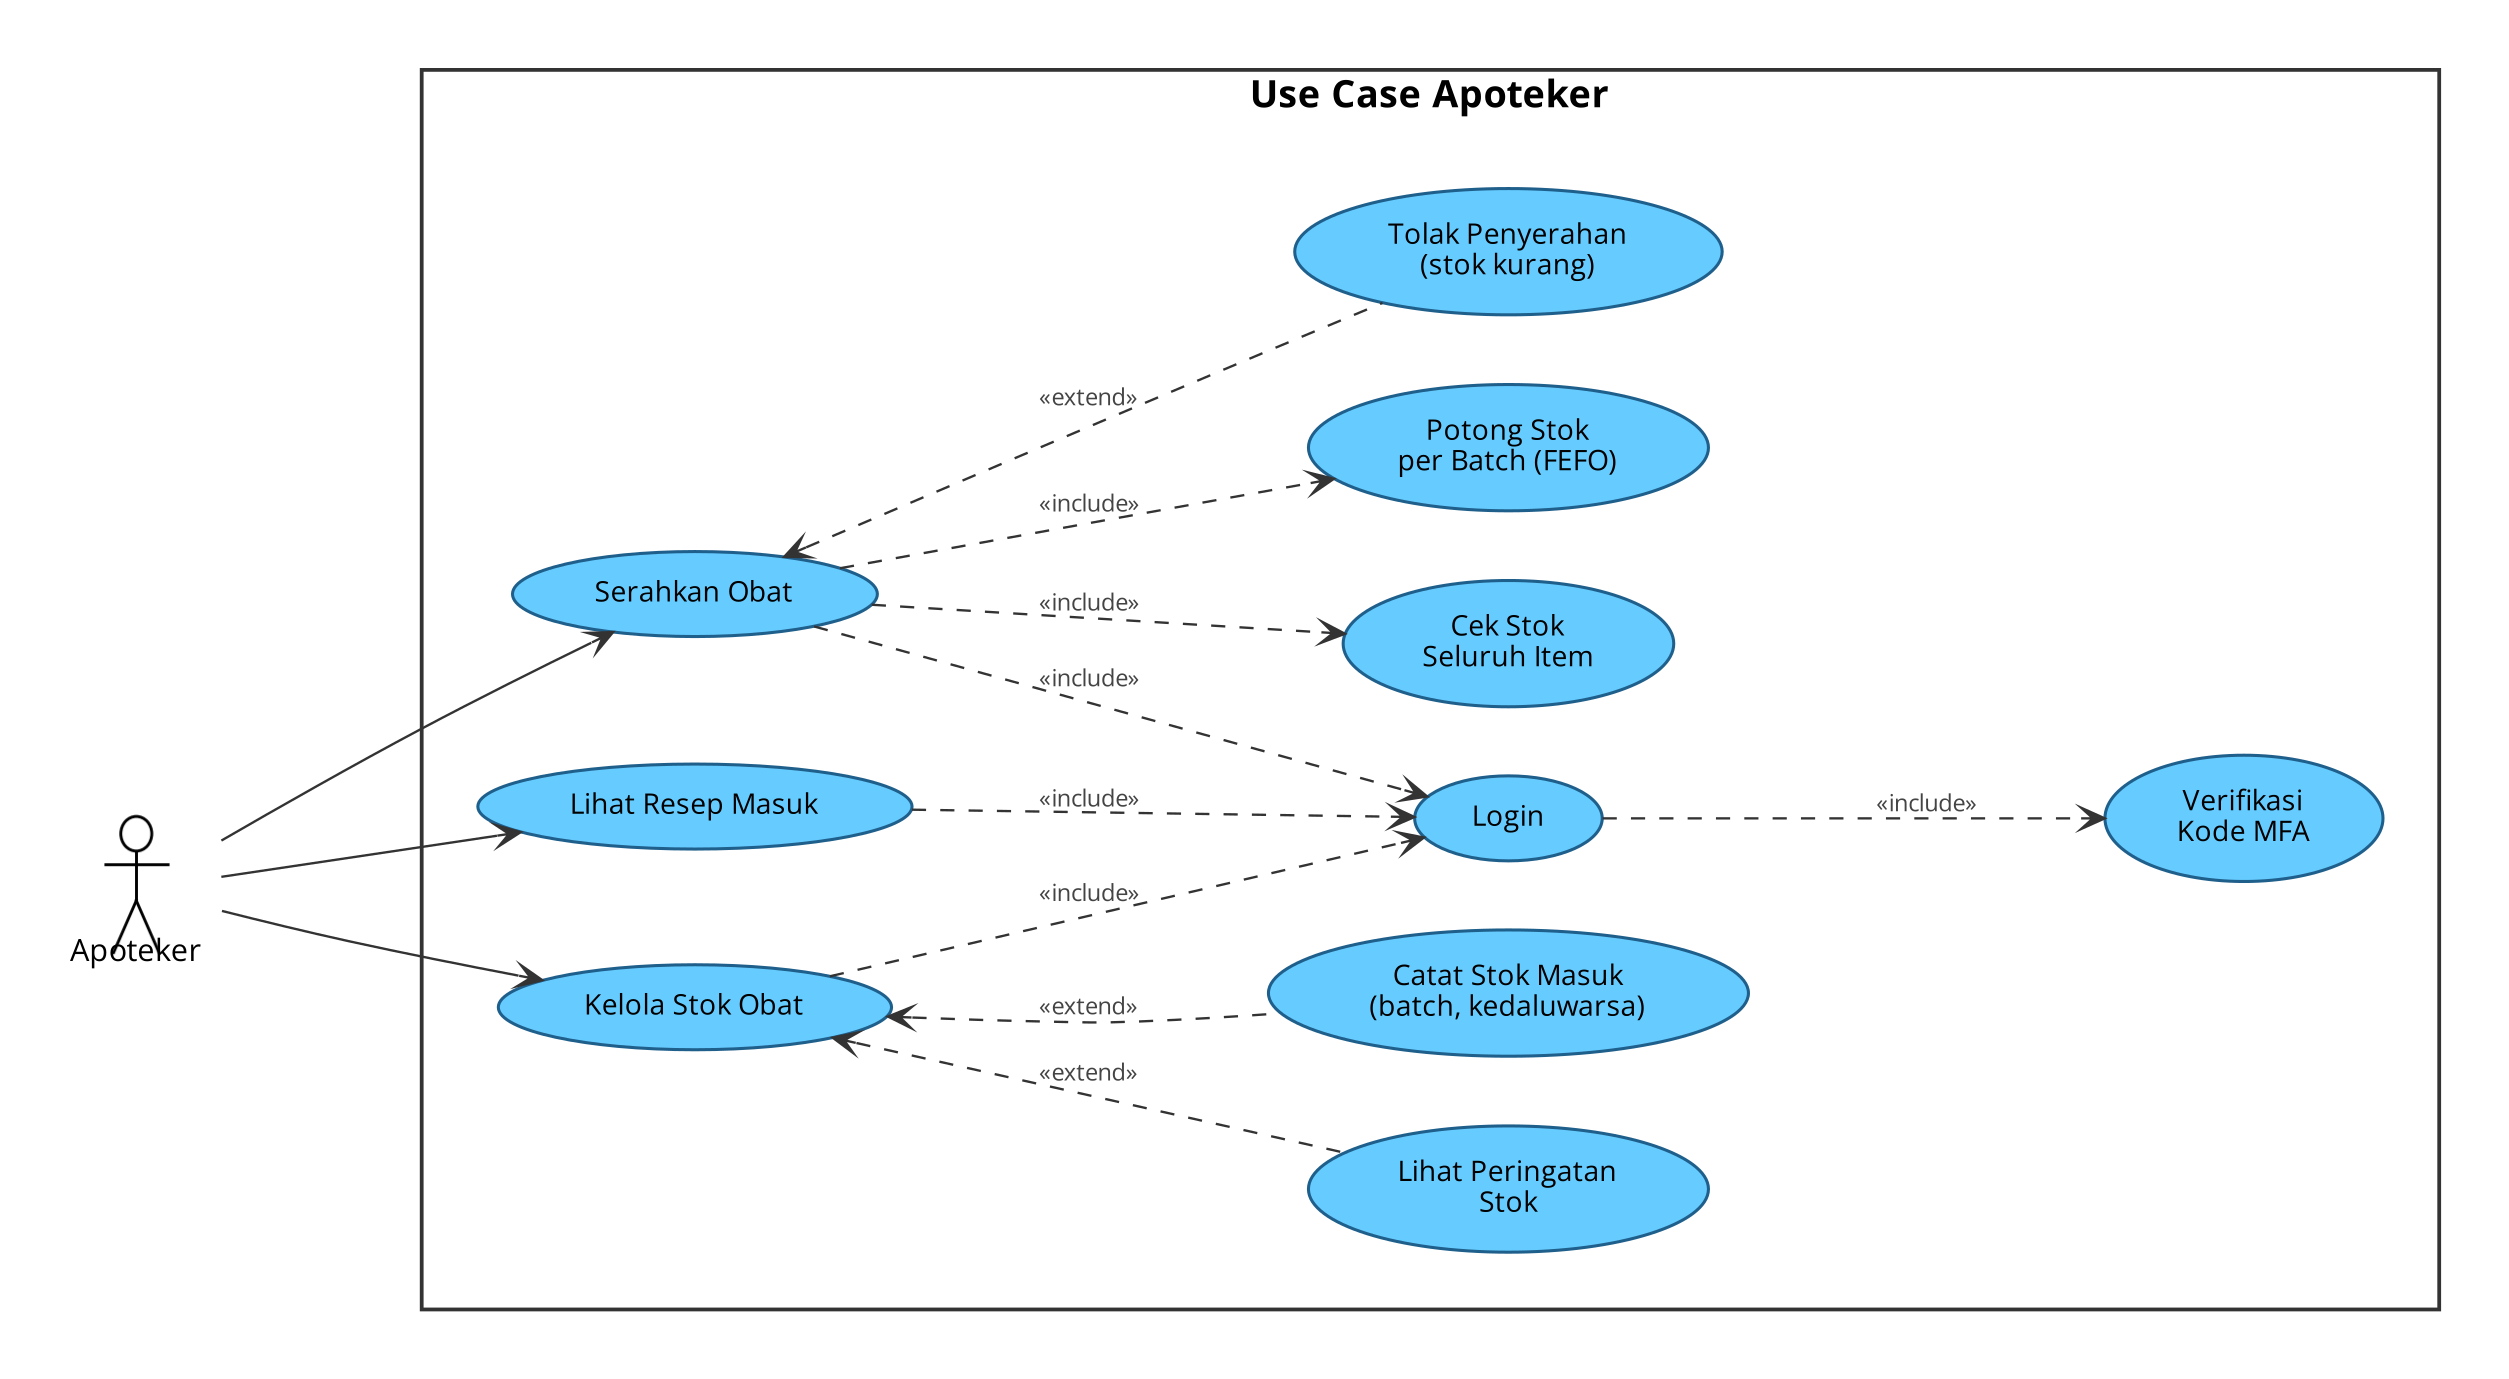 Use Case Apoteker
Tolak Penyerahan
(stok kurang)
«extend»
Potong Stok
per Batch (FEFO)
«include»
Serahkan Obat
«include»
Cek Stok
Seluruh Item
«include»
Lihat Resep Masuk
«include»
Login
«include»
Verifikasi
Kode MFA
Apoteker
«include»
Kelola Stok Obat
«extend»
Catat Stok Masuk
(batch, kedaluwarsa)
«extend»
Lihat Peringatan
Stok